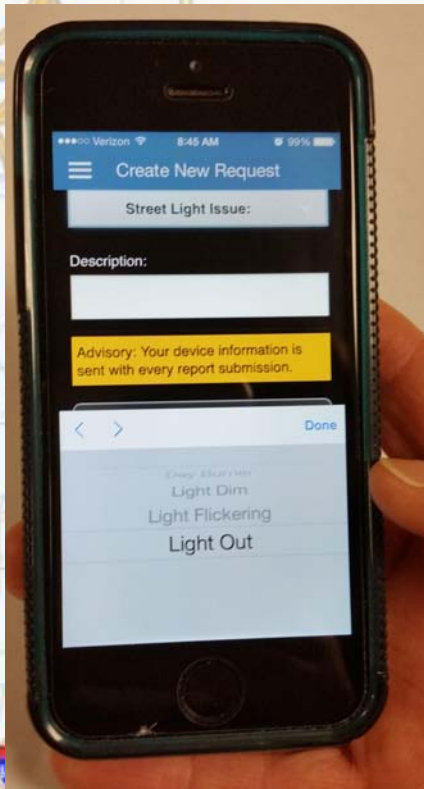 Verizon 8:45 AM 99%
Create New Request
Street Light Issue:
Description:
Advisory: Your device information is
sent with every report submission.
Done
Day Burner
Light Dim
Light Flickering
Light Out